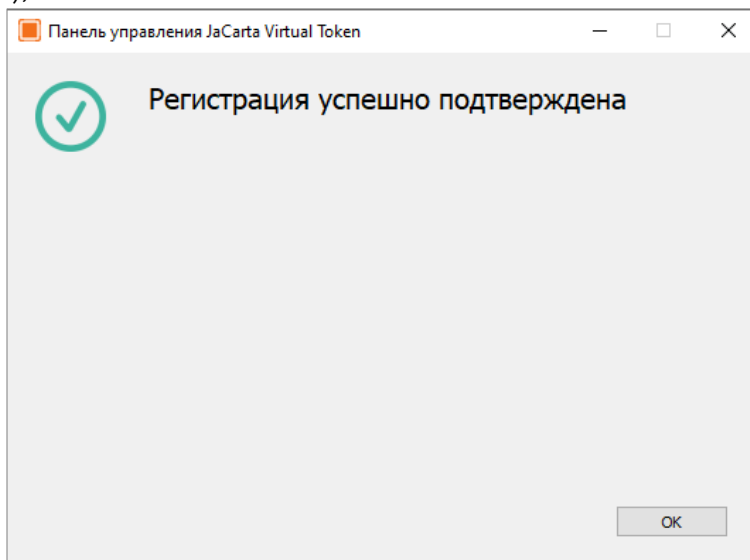 Панель управления JaCarta Virtual Token
Регистрация успешно подтверждена
OK